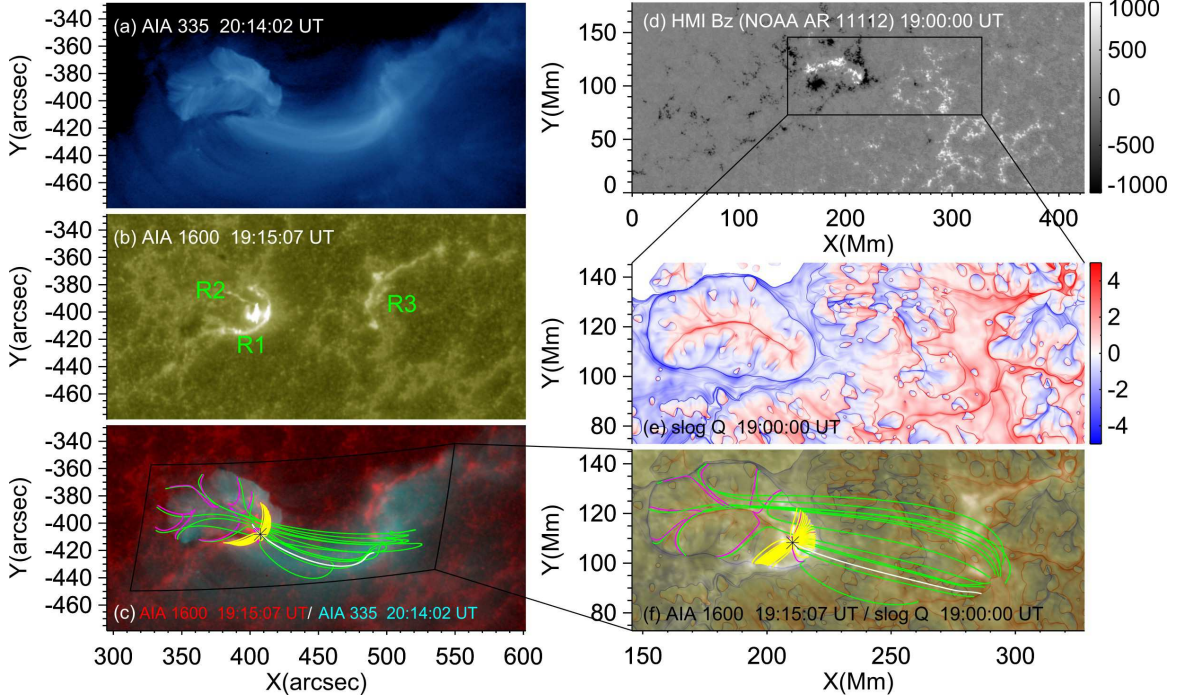 (a) AIA 335 20:14:02 UT
-360
-380
-400
-420
-440
-460
Y(arcsec)
(b) AIA 1600 19:15:07 UT
R2
R1
R3
-340
-360
-380
-400
-420
-440
-460
Y(arcsec)
(c) AIA 1600 19:15:07 UT/ AIA 335 20:14:02 UT
-340
-360
-380
-400
-420
-440
-460
Y(arcsec)
300 350 400 450 500 550 600
X(arcsec)
(d) HMI Bz (NOAA AR 11112) 19:00:00 UT
150
100
50
0
Y(Mm)
0 100 200 300 400
X(Mm)
1000
500
0
-500
-1000
(e) slog Q 19:00:00 UT
140
120
100
80
Y(Mm)
4
2
0
-2
-4
(f) AIA 1600 19:15:07 UT / slog Q 19:00:00 UT
140
120
100
80
Y(Mm)
150 200 250 300
X(Mm)